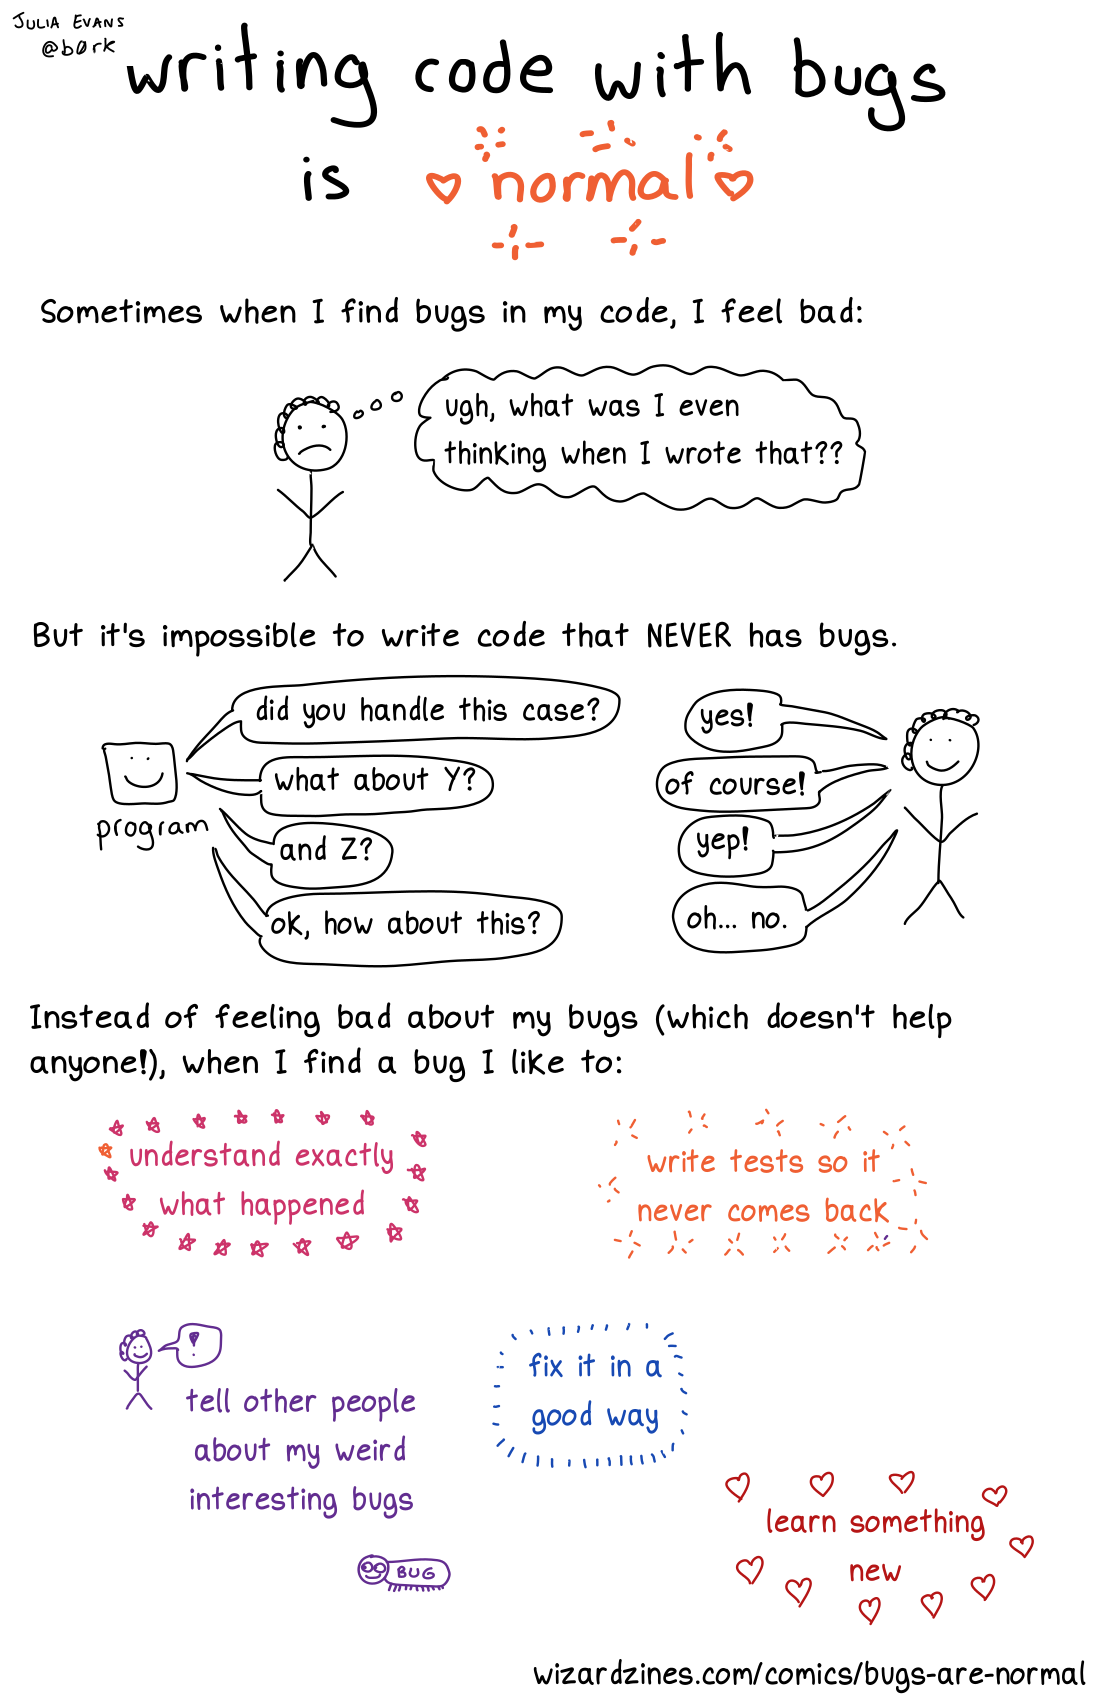 JULIA EVANS
@b0rk
writing code with bugs
is ♡ normal ♡
Sometimes when I find bugs in my code, I feel bad:
ugh, what was I even
thinking when I wrote that??
But it's impossible to write code that NEVER has bugs.
did you handle this case?
yes!
what about Y?
of course!
program
and Z?
yep!
ok, how about this?
oh... no.
Instead of feeling bad about my bugs (which doesn't help
anyone!), when I find a bug I like to:
understand exactly
what happened
write tests so it
never comes back
!
tell other people
about my weird
interesting bugs
BUG
fix it in a
good way
learn something
new
wizardzines.com/comics/bugs-are-normal